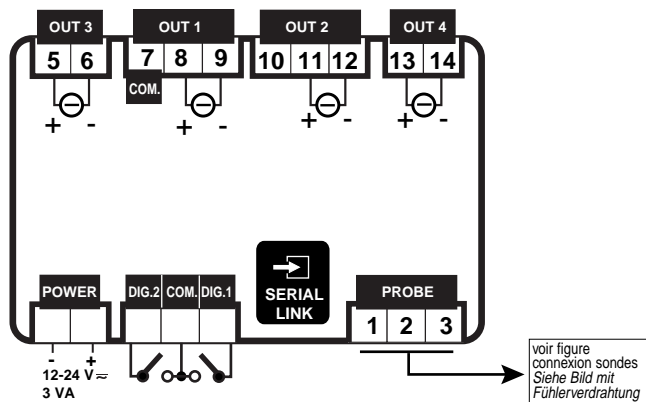 OUT 3 OUT 1 OUT 2 OUT 4
5 6 7 8 9 10 11 12 13 14
COM.
+ - + - + - + -
SERIAL
LINK
POWER DIG.2 COM. DIG.1 PROBE
1 2 3
- +
12-24 V
3 VA
voir figure
connexion sondes
Siehe Bild mit
Fühlerverdrahtung